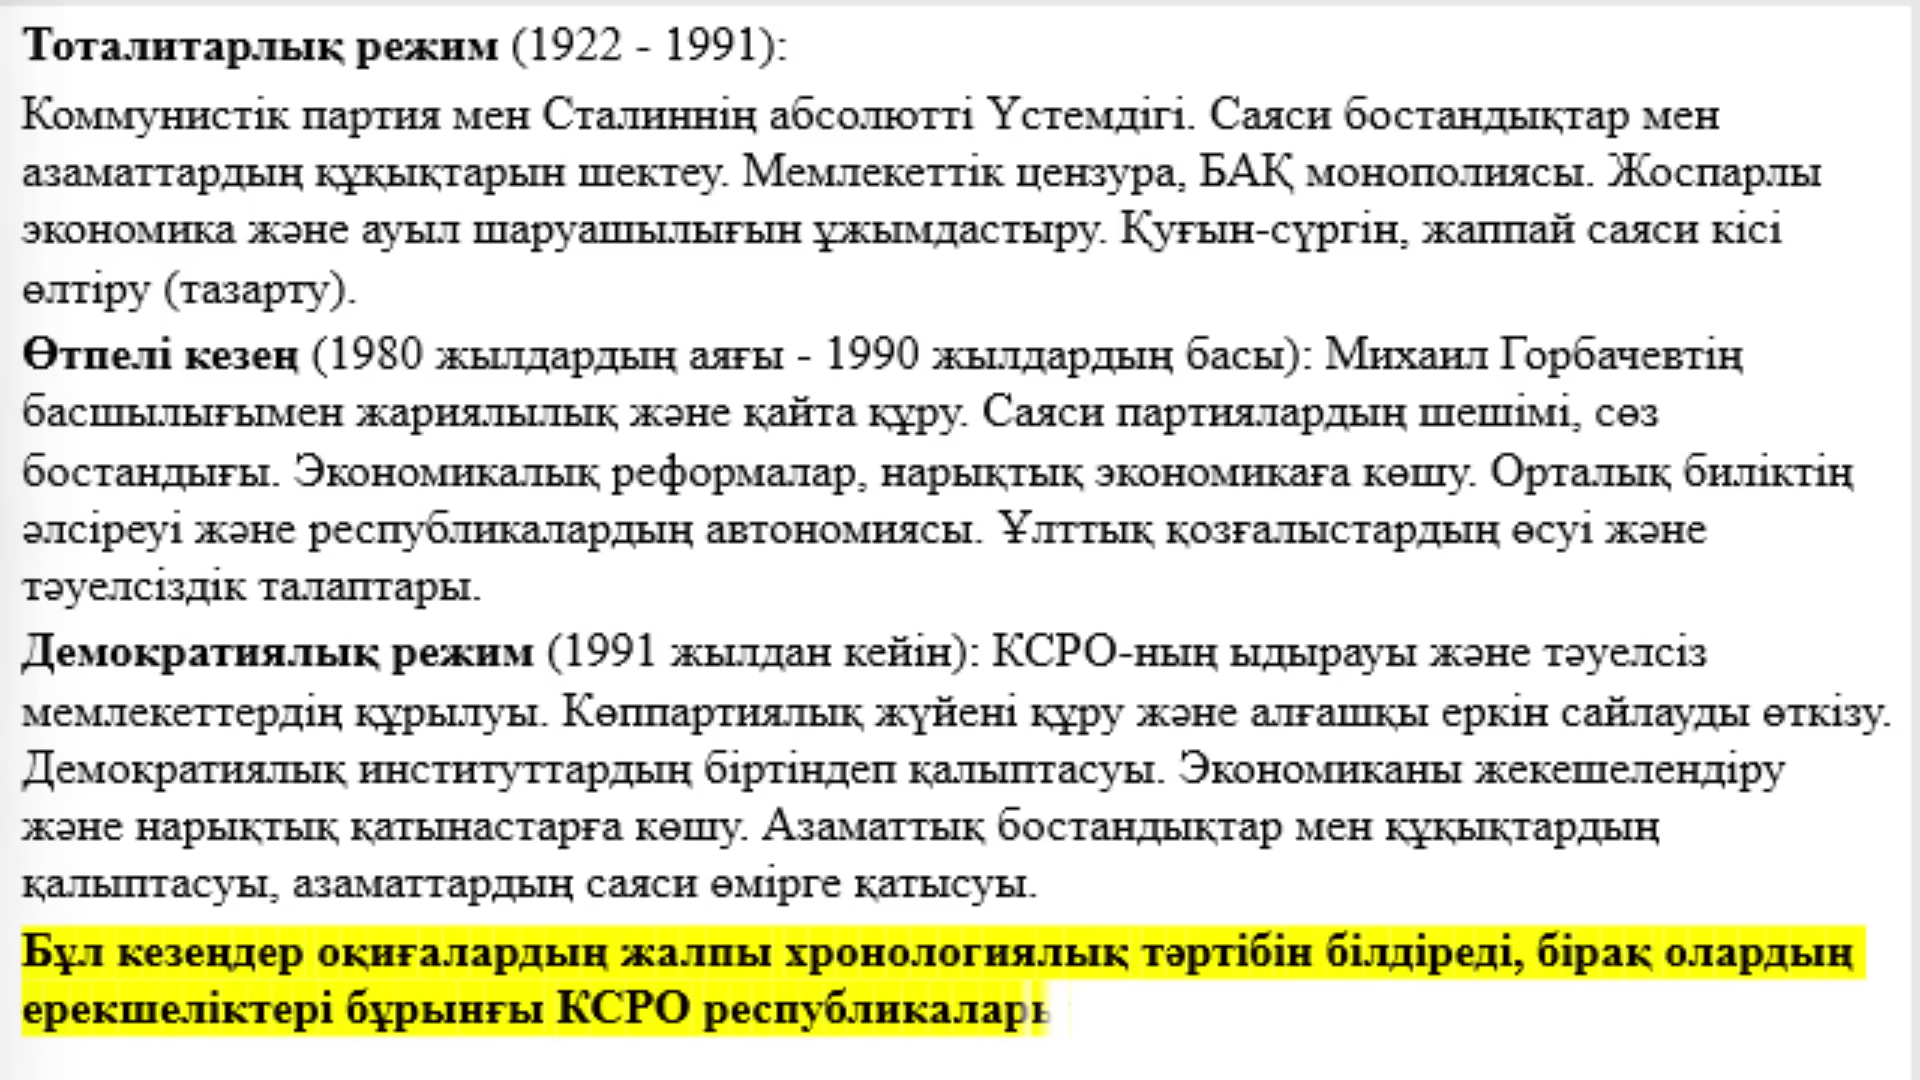 Тоталитарлық режим (1922 - 1991):
Коммунистік партия мен Сталиннің абсолютті Үстемдігі. Саяси бостандықтар мен
азаматтардың құқықтарын шектеу. Мемлекеттік цензура, БАҚ монополиясы. Жоспарлы
экономика және ауыл шаруашылығын ұжымдастыру. Қуғын-сүргін, жаппай саяси кісі
өлтіру (тазарту).
Өтпелі кезең (1980 жылдардың аяғы - 1990 жылдардың басы): Михаил Горбачевтің
басшылығымен жариялылық және қайта құру. Саяси партиялардың шешімі, сөз
бостандығы. Экономикалық реформалар, нарықтық экономикаға көшу. Орталық биліктің
әлсіреуі және республикалардың автономиясы. Ұлттық қозғалыстардың өсуі және
тәуелсіздік талаптары.
Демократиялық режим (1991 жылдан кейін): КСРО-ның ыдырауы және тәуелсіз
мемлекеттердің құрылуы. Көппартиялық жүйені құру және алғашқы еркін сайлауды өткізу.
Демократиялық институттардың біртіндеп қалыптасуы. Экономиканы жекешелендіру
және нарықтық қатынастарға көшу. Азаматтық бостандықтар мен құқықтардың
қалыптасуы, азаматтардың саяси өмірге қатысуы.
Бұл кезеңдер оқиғалардың жалпы хронологиялық тәртібін білдіреді, бірақ олардың
ерекшеліктері бұрынғы КСРО